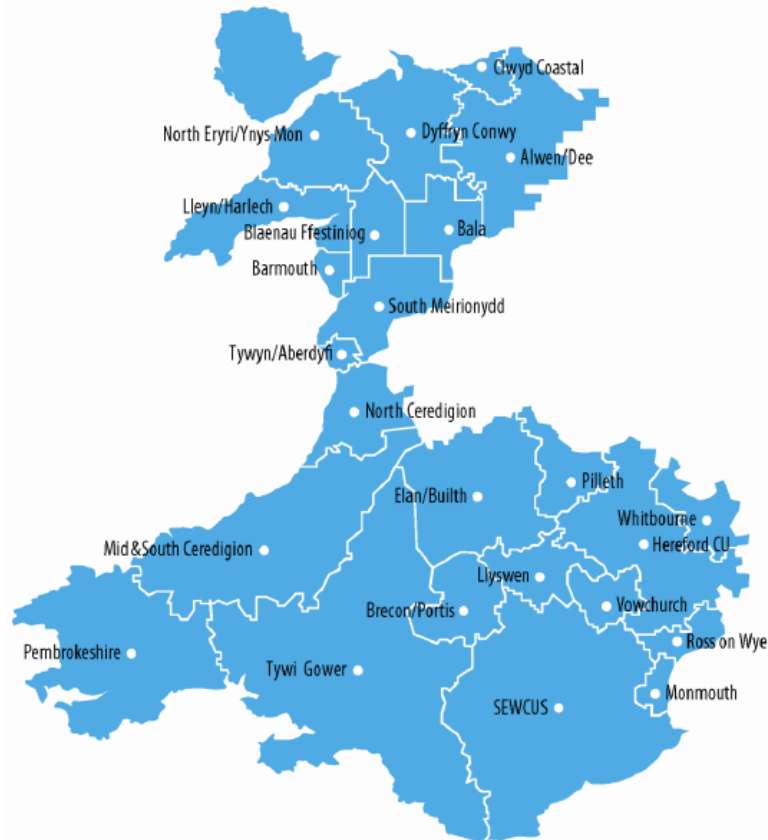 Clwyd Coastal
North Eryri/Ynys Mon
Dyffryn Conwy
Alwen/Dee
Lleyn/Harlech
Blaenau Ffestiniog
Bala
Barmouth
South Meirionydd
Tywyn/Aberdyfi
North Ceredigion
Pilleth
Elan/Builth
Whitbourne
Hereford CU
Mid&South Ceredigion
Llyswen
Vowchurch
Brecon/Portis
Ross on Wye
Pembrokeshire
Tywi Gower
Monmouth
SEWCUS